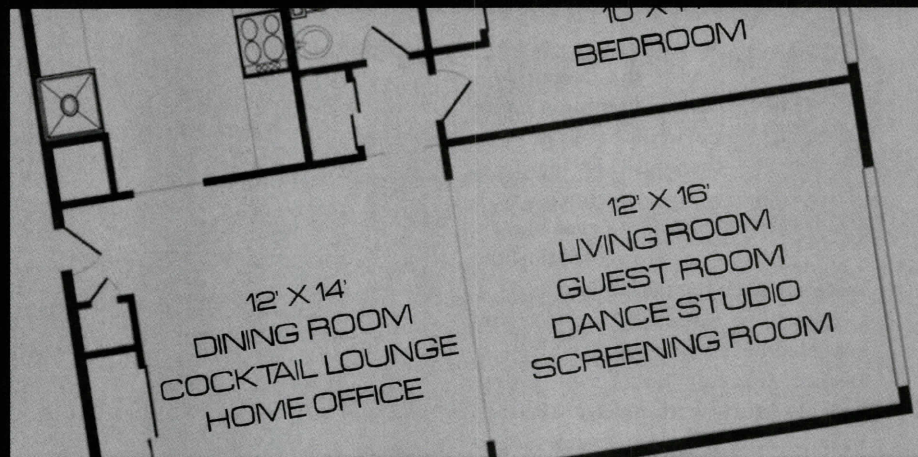 BEDROOM
12' X 16'
LIVING ROOM
GUEST ROOM
DANCE STUDIO
SCREENING ROOM
12' X 14'
DINING ROOM
COCKTAIL LOUNGE
HOME OFFICE